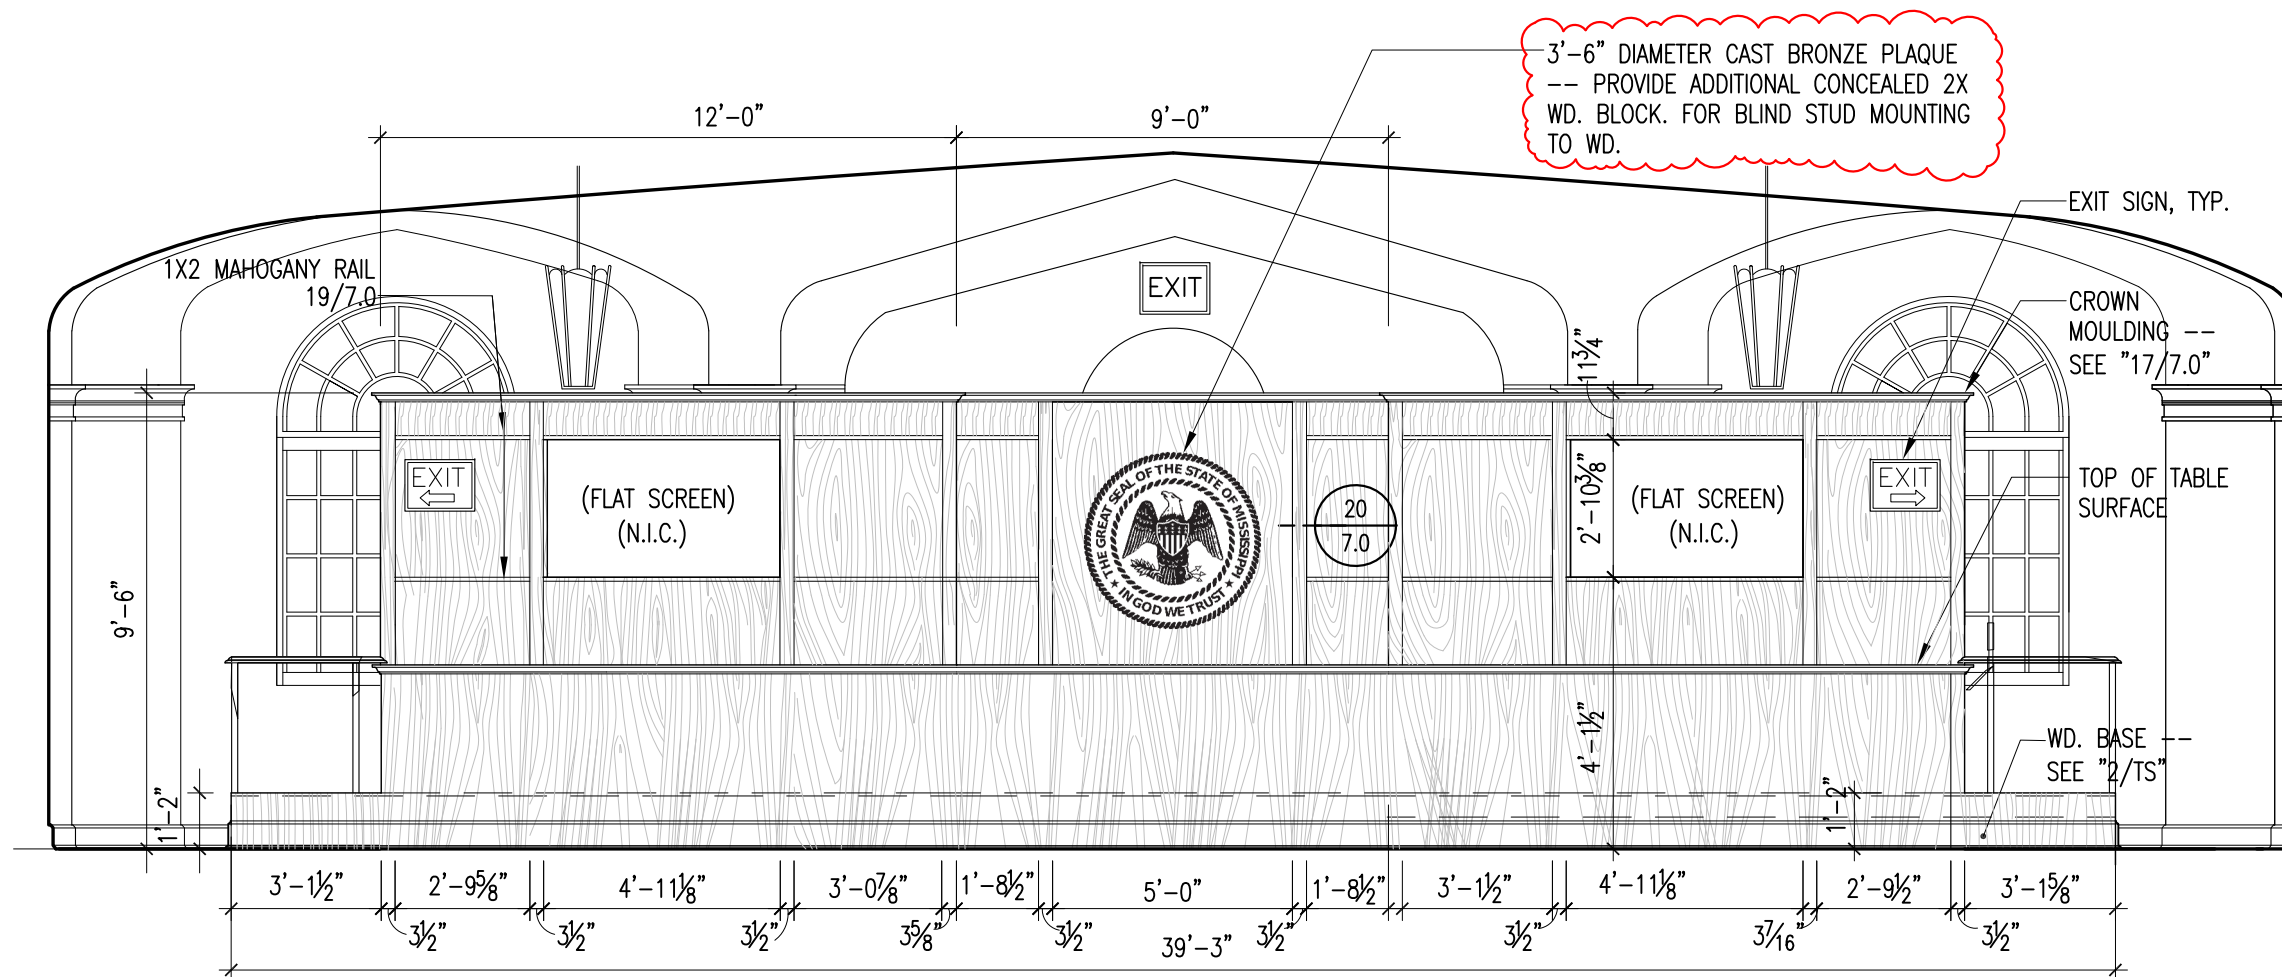 3'-6" DIAMETER CAST BRONZE PLAQUE
-- PROVIDE ADDITIONAL CONCEALED 2X
WD. BLOCK. FOR BLIND STUD MOUNTING
TO WD.
12'-0"
9'-0"
EXIT SIGN, TYP.
1X2 MAHOGANY RAIL
19/7.0
EXIT
CROWN
MOULDING --
SEE "17/7.0"
11¾"
EXIT
(FLAT SCREEN)
(N.I.C.)
THE GREAT SEAL OF THE STATE OF MISSISSIPPI
★ IN GOD WE TRUST ★
20
7.0
2'-10⅜"
(FLAT SCREEN)
(N.I.C.)
EXIT
TOP OF TABLE
SURFACE
9'-6"
4'-1½"
WD. BASE --
SEE "2/TS"
1'-2"
1'-2"
3'-1½"
2'-9⅝"
4'-11⅛"
3'-0⅞"
1'-8½"
5'-0"
1'-8½"
3'-1½"
4'-11⅛"
2'-9½"
3'-1⅝"
3½"
3½"
3½"
3⅝"
3½"
3½"
3½"
3⁷⁄₁₆"
3½"
39'-3"